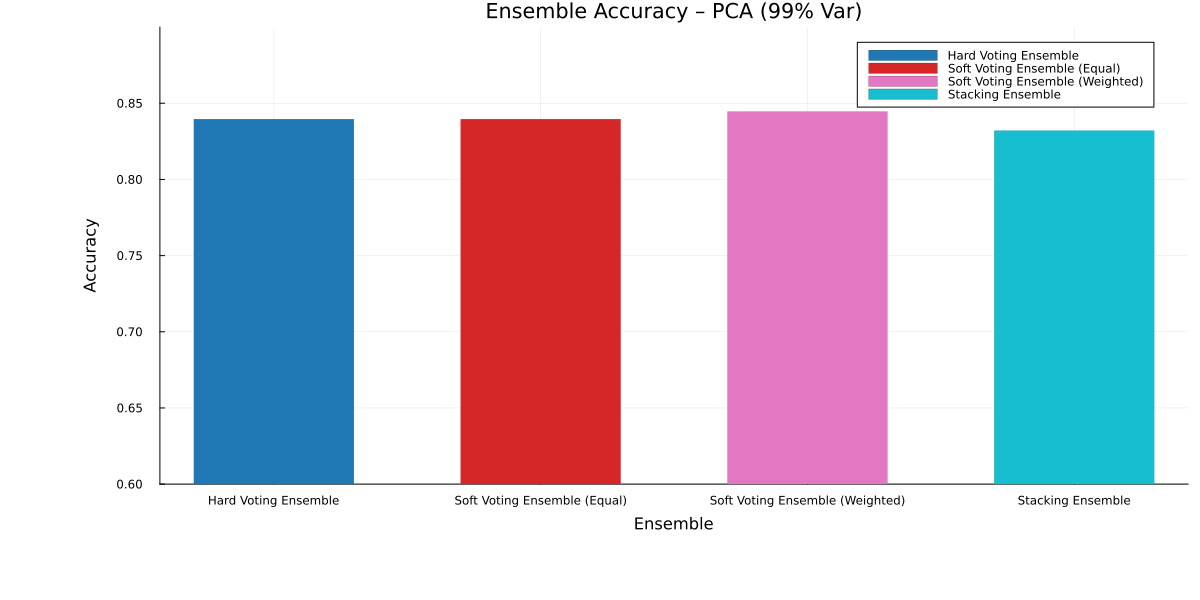 Ensemble Accuracy – PCA (99% Var)
Hard Voting Ensemble
Soft Voting Ensemble (Equal)
Soft Voting Ensemble (Weighted)
Stacking Ensemble
0.85
0.80
0.75
0.70
0.65
0.60
Accuracy
Hard Voting Ensemble
Soft Voting Ensemble (Equal)
Soft Voting Ensemble (Weighted)
Stacking Ensemble
Ensemble